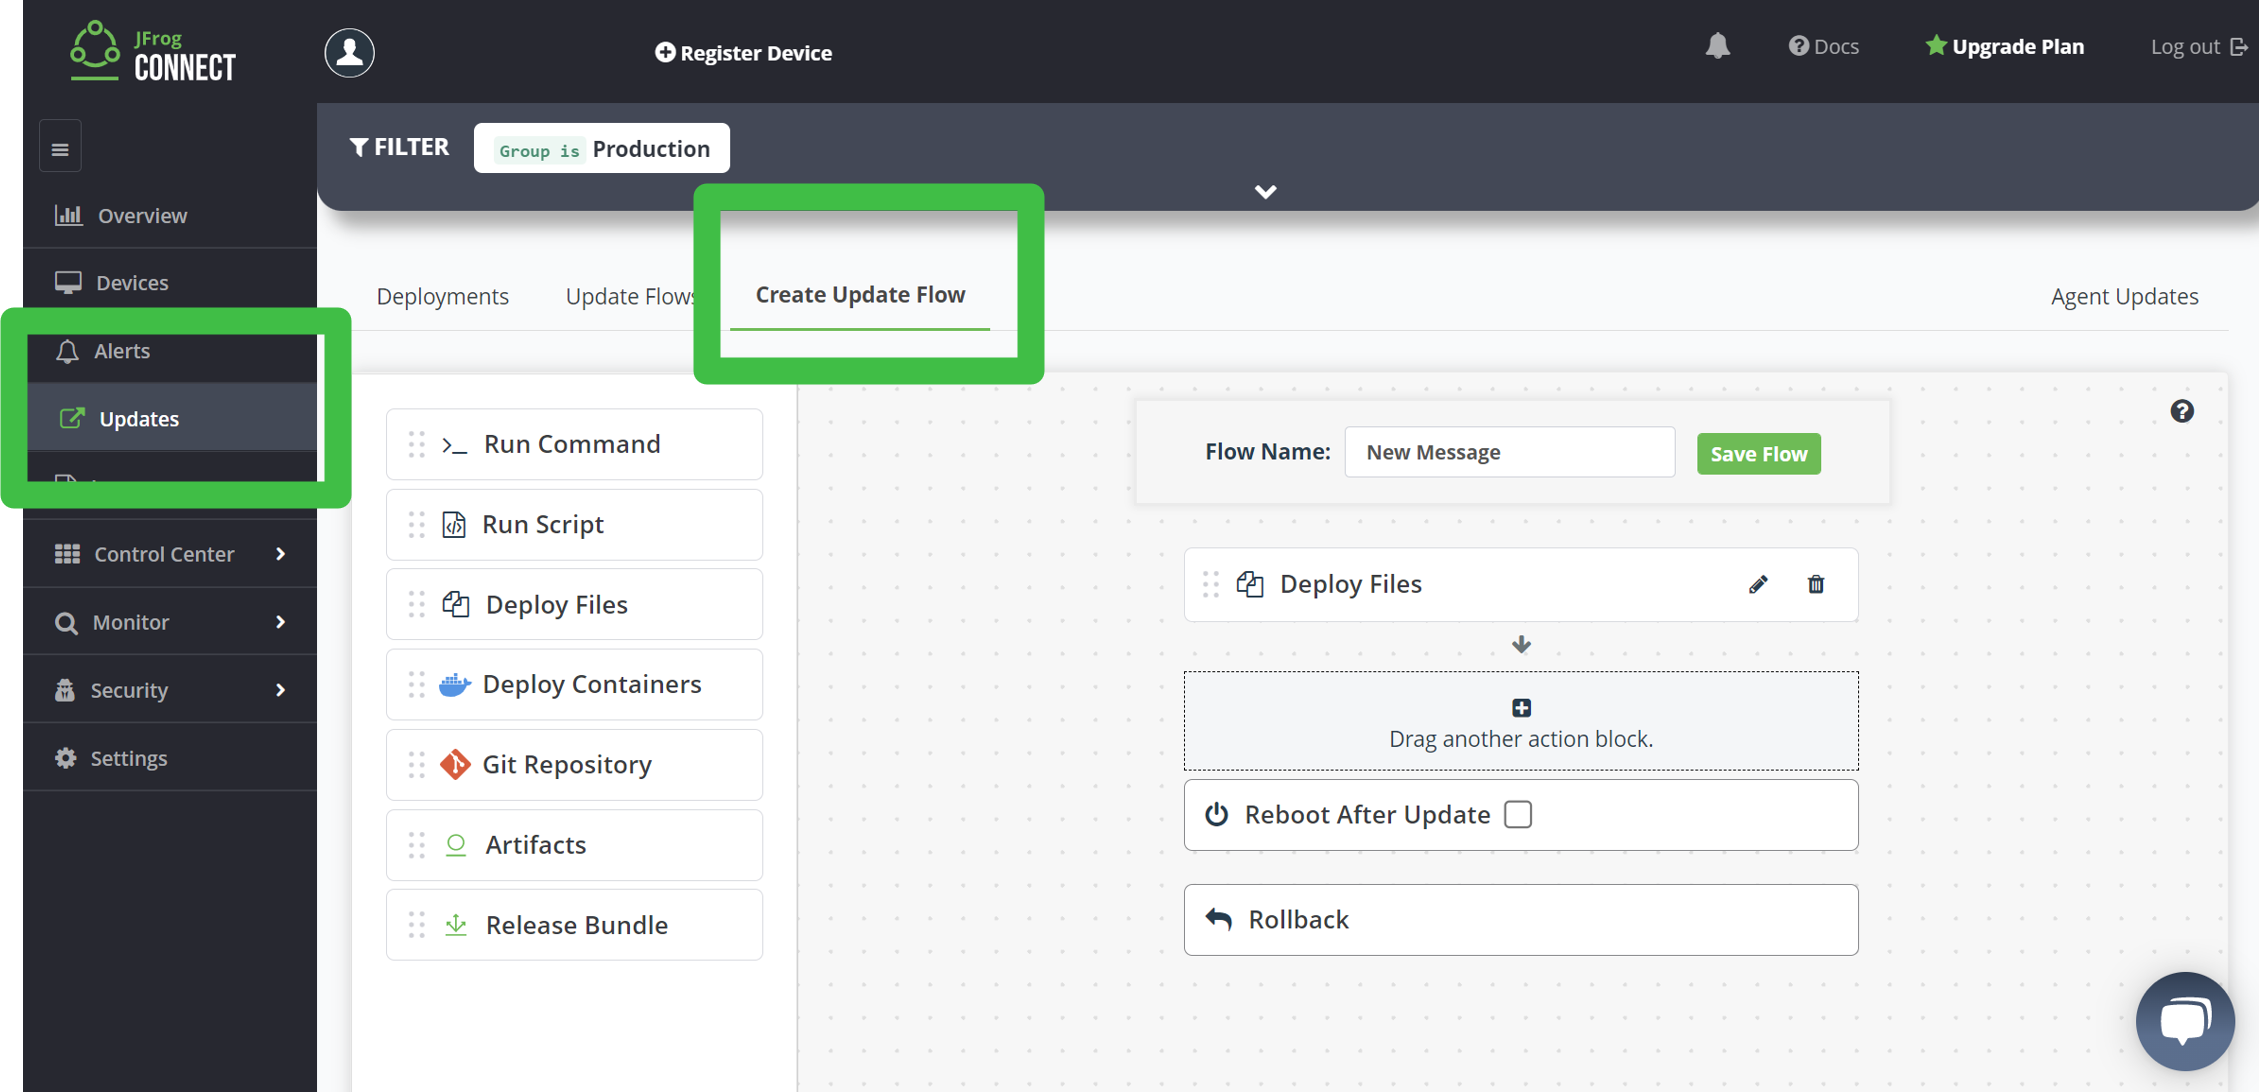 JFrog
CONNECT
Register Device
Docs
Upgrade Plan
Log out
FILTER
Group is Production
Overview
Devices
Alerts
Updates
Control Center
Monitor
Security
Settings
Deployments
Update Flows
Create Update Flow
Agent Updates
Run Command
Run Script
Deploy Files
Deploy Containers
Git Repository
Artifacts
Release Bundle
Flow Name: New Message Save Flow
Deploy Files
Drag another action block.
Reboot After Update
Rollback